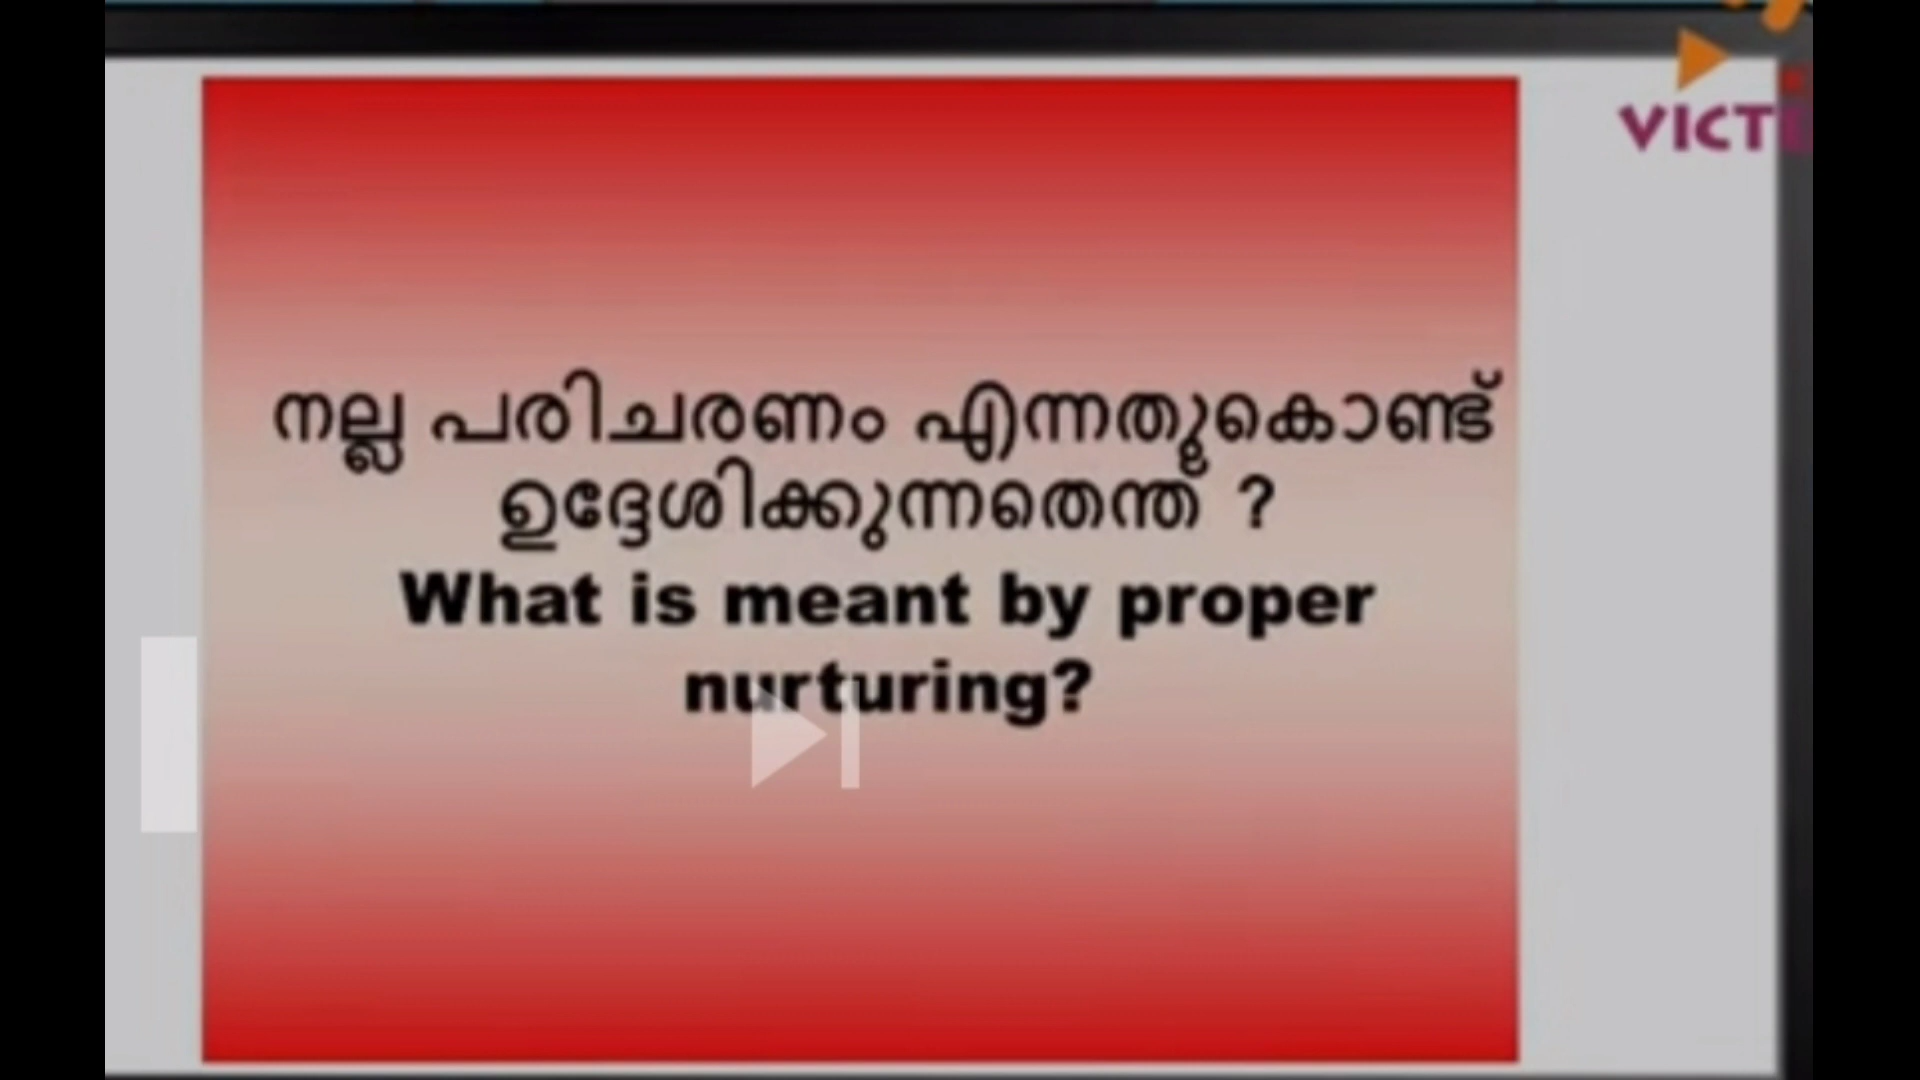 VICT
നല്ല പരിചരണം എന്നതുകൊണ്ട്
ഉദ്ദേശിക്കുന്നതെന്ത് ?
What is meant by proper
nurturing?